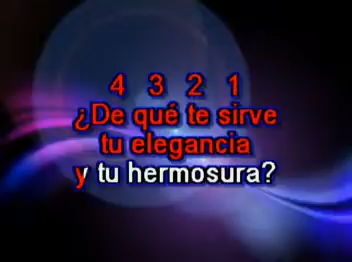 4 3 2 1
¿De qué te sirve
tu elegancia
y tu hermosura?